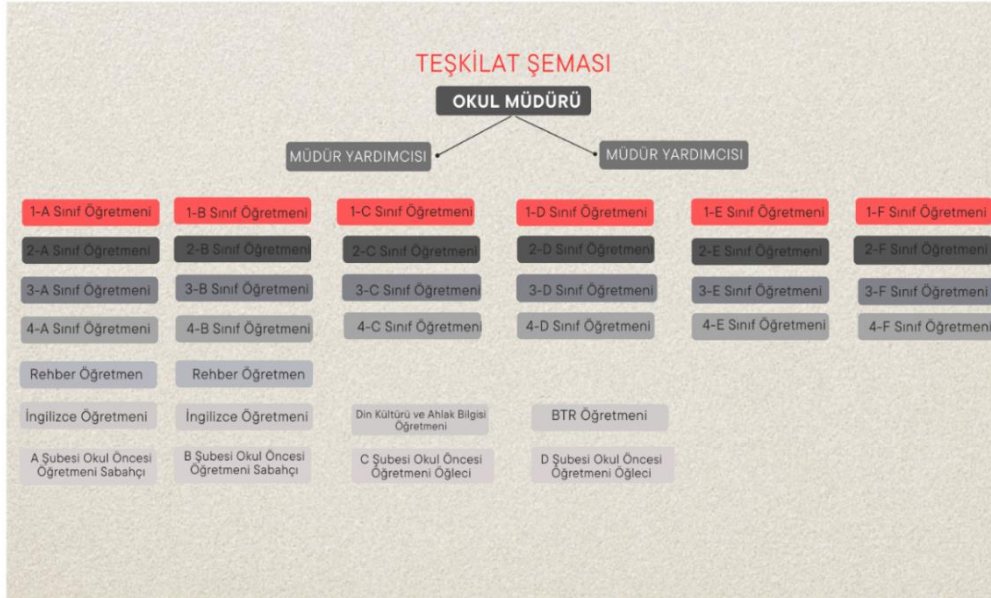 TEŞKİLAT ŞEMASI
OKUL MÜDÜRÜ
MÜDÜR YARDIMCISI
MÜDÜR YARDIMCISI
1-A Sınıf Öğretmeni
1-B Sınıf Öğretmeni
1-C Sınıf Öğretmeni
1-D Sınıf Öğretmeni
1-E Sınıf Öğretmeni
1-F Sınıf Öğretmeni
2-A Sınıf Öğretmeni
2-B Sınıf Öğretmeni
2-C Sınıf Öğretmeni
2-D Sınıf Öğretmeni
2-E Sınıf Öğretmeni
2-F Sınıf Öğretmeni
3-A Sınıf Öğretmeni
3-B Sınıf Öğretmeni
3-C Sınıf Öğretmeni
3-D Sınıf Öğretmeni
3-E Sınıf Öğretmeni
3-F Sınıf Öğretmeni
4-A Sınıf Öğretmeni
4-B Sınıf Öğretmeni
4-C Sınıf Öğretmeni
4-D Sınıf Öğretmeni
4-E Sınıf Öğretmeni
4-F Sınıf Öğretmeni
Rehber Öğretmen
Rehber Öğretmen
İngilizce Öğretmeni
İngilizce Öğretmeni
Din Kültürü ve Ahlak Bilgisi
Öğretmeni
BTR Öğretmeni
A Şubesi Okul Öncesi
Öğretmeni Sabahçı
B Şubesi Okul Öncesi
Öğretmeni Sabahçı
C Şubesi Okul Öncesi
Öğretmeni Öğleci
D Şubesi Okul Öncesi
Öğretmeni Öğleci